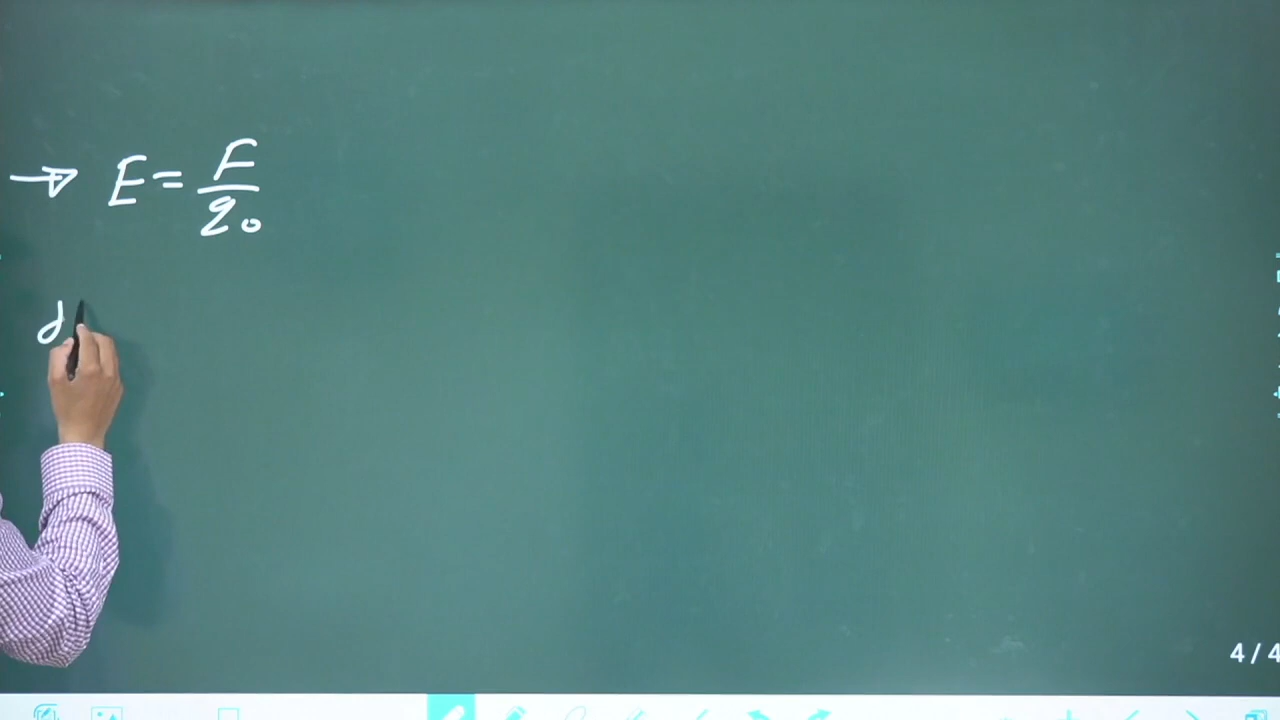 → E = F/q₀
d
4/4